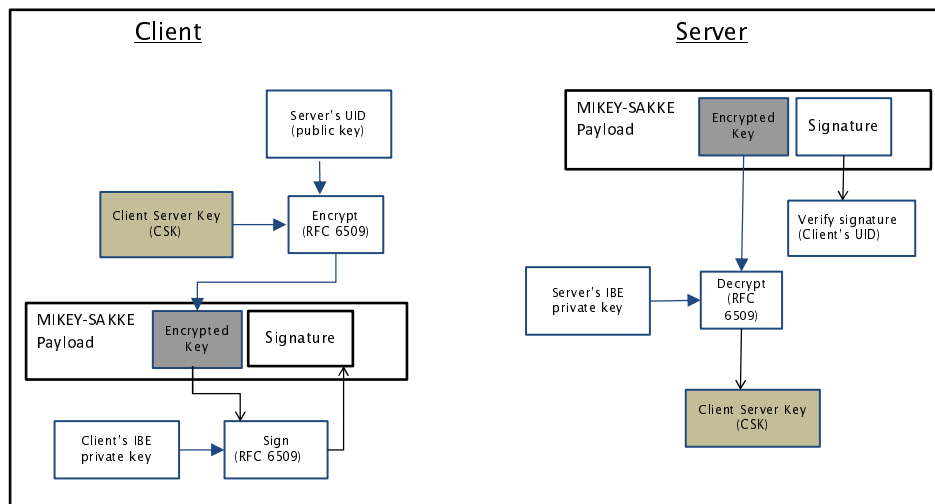 Client
Server's UID
(public key)
Client Server Key
(CSK)
Encrypt
(RFC 6509)
MIKEY-SAKKE
Payload
Encrypted
Key
Signature
Client's IBE
private key
Sign
(RFC 6509)
Server
MIKEY-SAKKE
Payload
Encrypted
Key
Signature
Verify signature
(Client's UID)
Server's IBE
private key
Decrypt
(RFC
6509)
Client Server Key
(CSK)